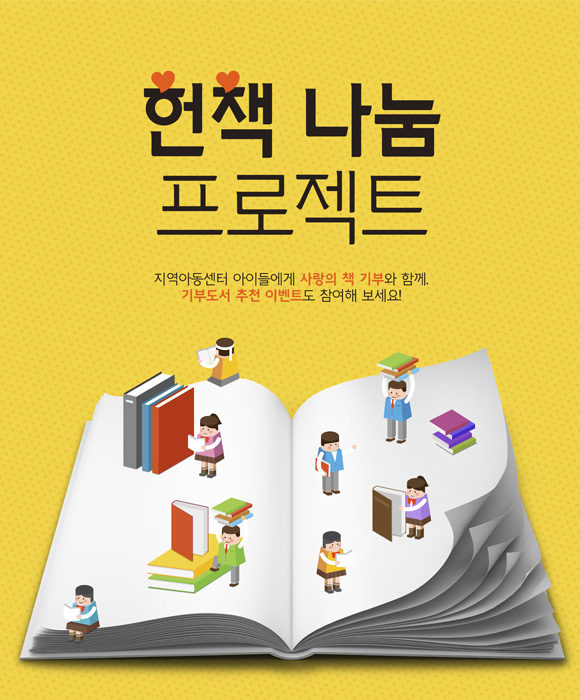 헌책 나눔
프로젝트
지역아동센터 아이들에게 사랑의 책 기부와 함께.
기부도서 추천 이벤트도 참여해 보세요!